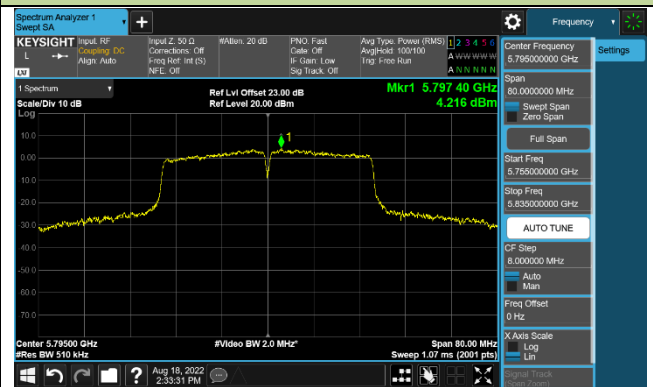 Spectrum Analyzer 1
Swept SA
+
Frequency
KEYSIGHT
Input: RF
Coupling: DC
Align: Auto
Input Z: 50 Ω
Corrections: Off
Freq Ref: Int (S)
NFE: Off
#Atten: 20 dB
PNO: Fast
Gate: Off
IF Gain: Low
Sig Track: Off
Avg Type: Power (RMS)
Avg|Hold: 100/100
Trig: Free Run
1 2 3 4 5 6
A W W W W W
A N N N N N
L
LXI
1 Spectrum
Scale/Div 10 dB
Log
Ref Lvl Offset 23.00 dB
Ref Level 20.00 dBm
Mkr1 5.797 40 GHz
4.216 dBm
1
10.0
0.00
-10.0
-20.0
-30.0
-40.0
-50.0
-60.0
-70.0
Center 5.79500 GHz
#Res BW 510 kHz
#Video BW 2.0 MHz*
Span 80.00 MHz
Sweep 1.07 ms (2001 pts)
Center Frequency
5.795000000 GHz
Settings
Span
80.0000000 MHz
Swept Span
Zero Span
Full Span
Start Freq
5.755000000 GHz
Stop Freq
5.835000000 GHz
AUTO TUNE
CF Step
8.000000 MHz
Auto
Man
Freq Offset
0 Hz
X Axis Scale
Log
Lin
Signal Track
(Span Zoom)
?
Aug 18, 2022
2:33:31 PM